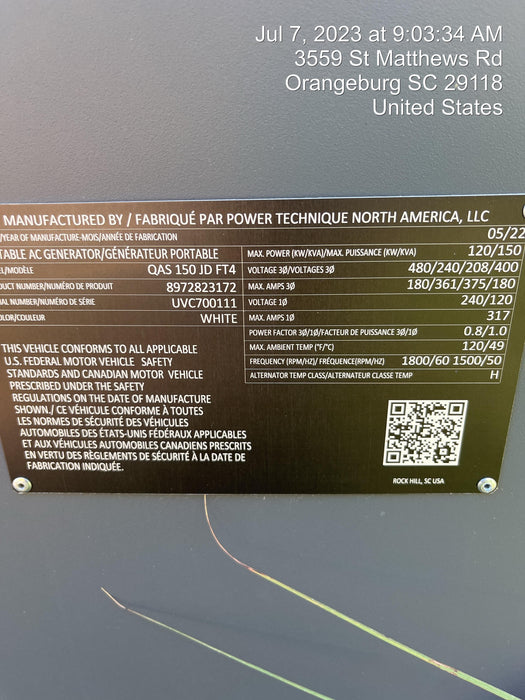 Jul 7, 2023 at 9:03:34 AM
3559 St Matthews Rd
Orangeburg SC 29118
United States
MANUFACTURED BY / FABRIQUÉ PAR POWER TECHNIQUE NORTH AMERICA, LLC
/YEAR OF MANUFACTURE-MOIS/ANNÉE DE FABRICATION 05/22
TABLE AC GENERATOR/GÉNÉRATEUR PORTABLE
EL/MODÈLE QAS 150 JD FT4
DUCT NUMBER/NUMÉRO DE PRODUIT 8972823172
IAL NUMBER/NUMÉRO DE SÉRIE UVC700111
OLOR/COULEUR WHITE
MAX. POWER (KW/KVA)/MAX. PUISSANCE (KW/KVA) 120/150
VOLTAGE 3Ø/VOLTAGES 3Ø 480/240/208/400
MAX. AMPS 3Ø 180/361/375/180
VOLTAGE 1Ø 240/120
MAX. AMPS 1Ø 317
POWER FACTOR 3Ø/1Ø/FACTEUR DE PUISSANCE 3Ø/1Ø 0.8/1.0
MAX. AMBIENT TEMP (°F/°C) 120/49
FREQUENCY (RPM/HZ)/ FRÉQUENCE(RPM/HZ) 1800/60 1500/50
ALTERNATOR TEMP CLASS/ALTERNATEUR CLASSE TEMP H
THIS VEHICLE CONFORMS TO ALL APPLICABLE
U.S. FEDERAL MOTOR VEHICLE SAFETY
STANDARDS AND CANADIAN MOTOR VEHICLE
PRESCRIBED UNDER THE SAFETY
REGULATIONS ON THE DATE OF MANUFACTURE
SHOWN./ CE VÉHICULE CONFORME À TOUTES
LES NORMES DE SÉCURITÉ DES VÉHICULES
AUTOMOBILES DES ÉTATS-UNIS FÉDÉRAUX APPLICABLES
ET AUX VÉHICULES AUTOMOBILES CANADIENS PRESCRITS
EN VERTU DES RÈGLEMENTS DE SÉCURITÉ À LA DATE DE
FABRICATION INDIQUÉE.
ROCK HILL, SC USA